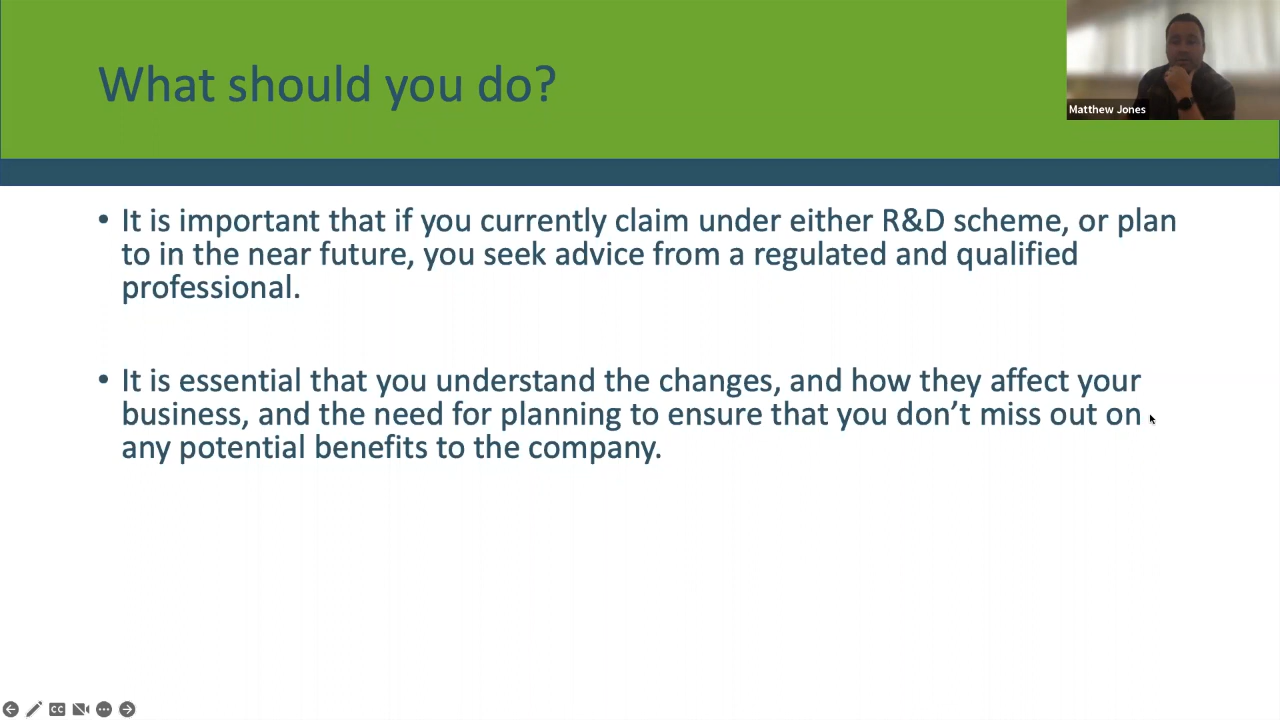 What should you do?
Matthew Jones
• It is important that if you currently claim under either R&D scheme, or plan
to in the near future, you seek advice from a regulated and qualified
professional.
• It is essential that you understand the changes, and how they affect your
business, and the need for planning to ensure that you don’t miss out on
any potential benefits to the company.
CC